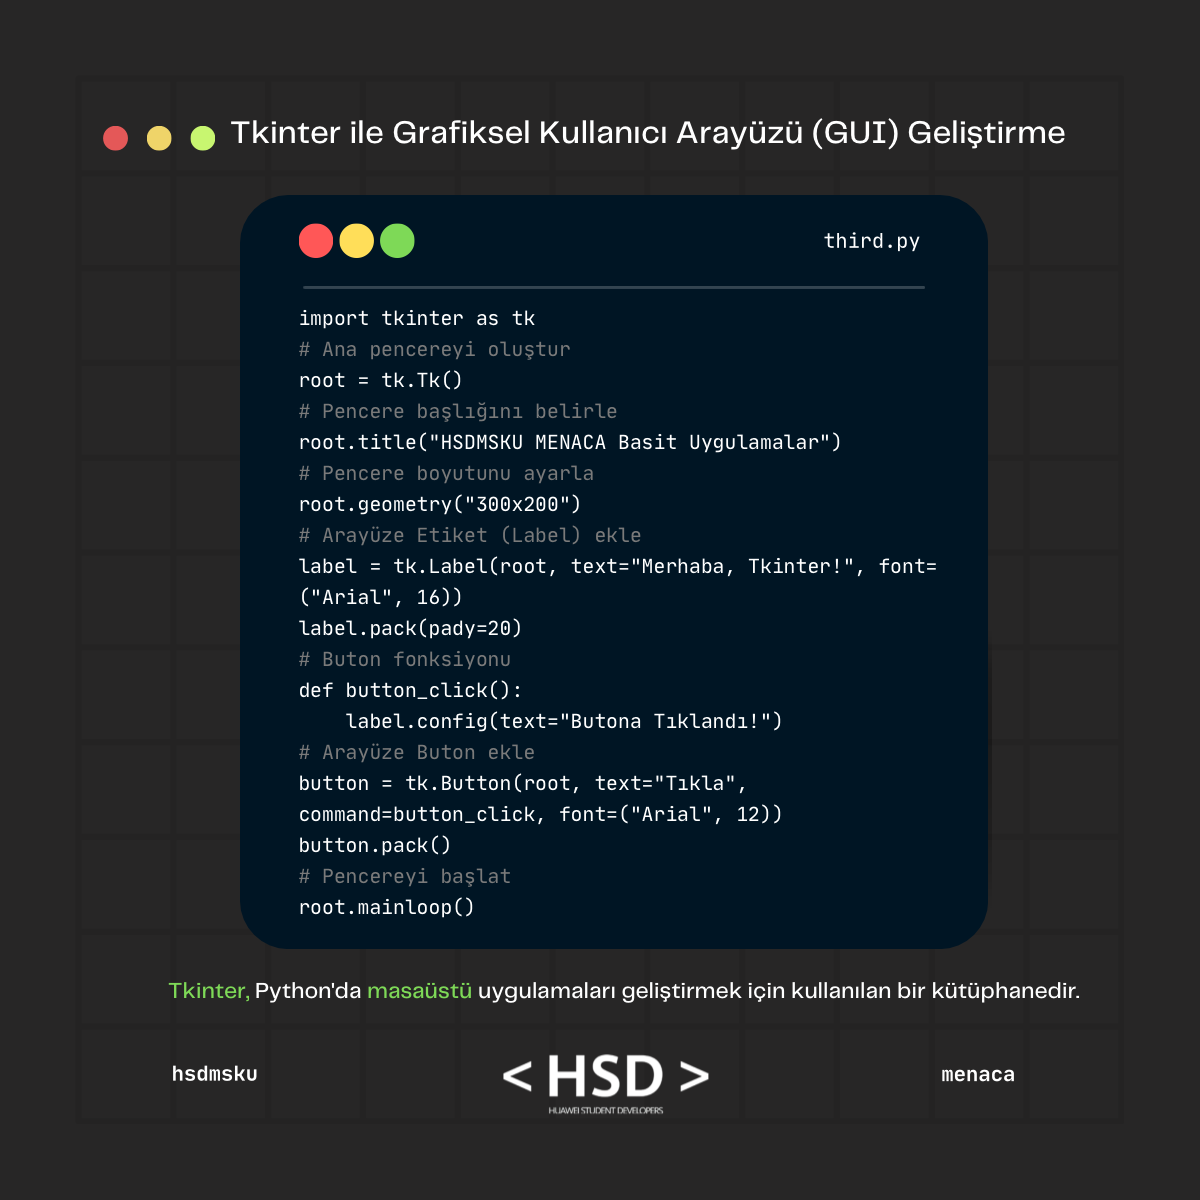 Tkinter ile Grafiksel Kullanıcı Arayüzü (GUI) Geliştirme
third.py
import tkinter as tk
# Ana pencereyi oluştur
root = tk.Tk()
# Pencere başlığını belirle
root.title("HSDMSKU MENACA Basit Uygulamalar")
# Pencere boyutunu ayarla
root.geometry("300x200")
# Arayüze Etiket (Label) ekle
label = tk.Label(root, text="Merhaba, Tkinter!", font=
("Arial", 16))
label.pack(pady=20)
# Buton fonksiyonu
def button_click():
    label.config(text="Butona Tıklandı!")
# Arayüze Buton ekle
button = tk.Button(root, text="Tıkla",
command=button_click, font=("Arial", 12))
button.pack()
# Pencereyi başlat
root.mainloop()
Tkinter, Python'da masaüstü uygulamaları geliştirmek için kullanılan bir kütüphanedir.
hsdmsku
< HSD >
HUAWEI STUDENT DEVELOPERS
menaca